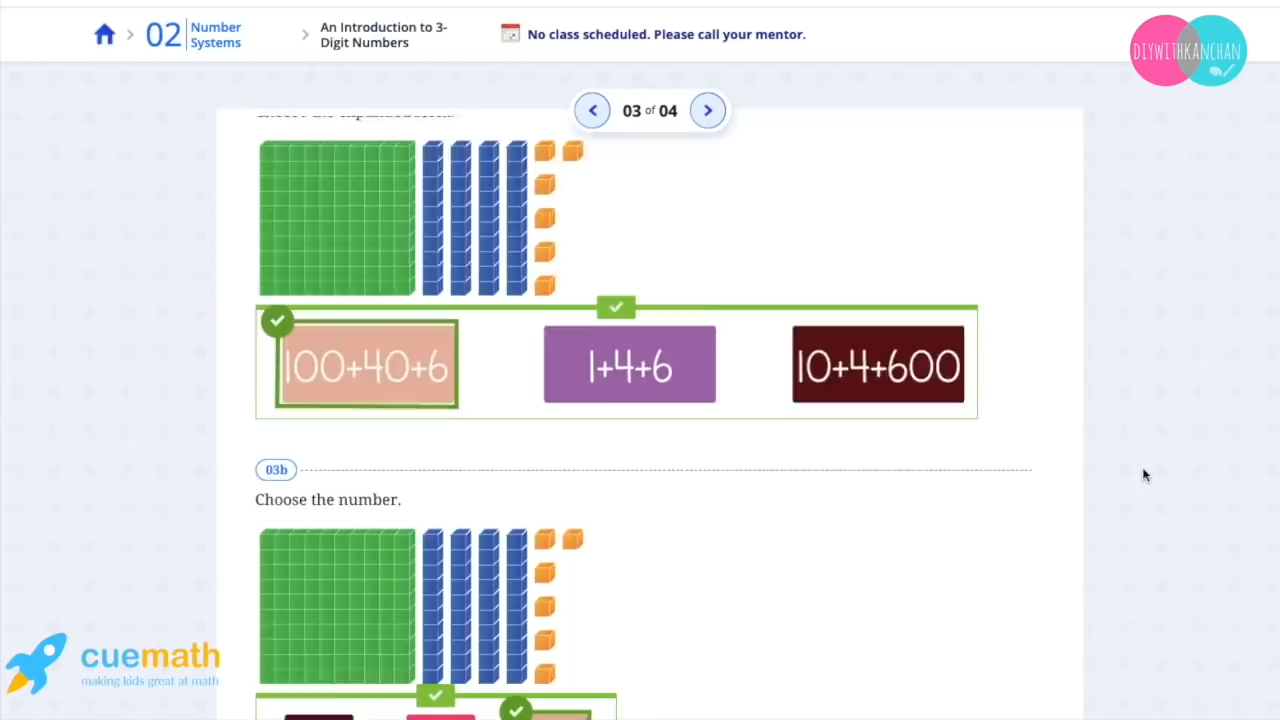 02
Number
Systems
An Introduction to 3-
Digit Numbers
No class scheduled. Please call your mentor.
DIYWITHKANCHAN
03 of 04
100+40+6
1+4+6
10+4+600
03b
Choose the number.
cuemath
making kids great at math